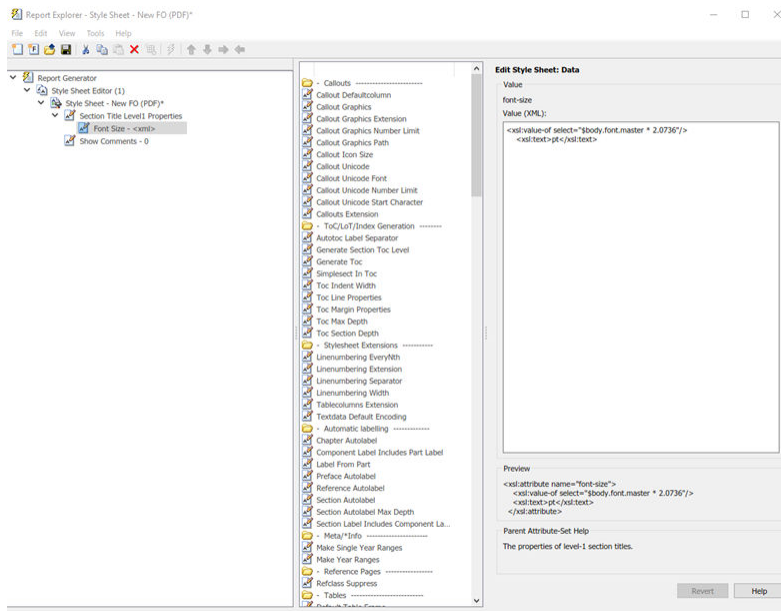 Report Explorer - Style Sheet - New FO (PDF)*
File Edit View Tools Help
Report Generator
Style Sheet Editor (1)
Style Sheet - New FO (PDF)*
Section Title Level1 Properties
Font Size - <xml>
Show Comments - 0
- Callouts ------------------------
Callout Defaultcolumn
Callout Graphics
Callout Graphics Extension
Callout Graphics Number Limit
Callout Graphics Path
Callout Icon Size
Callout Unicode
Callout Unicode Font
Callout Unicode Number Limit
Callout Unicode Start Character
Callouts Extension
- ToC/LoT/Index Generation --------
Autotoc Label Separator
Generate Section Toc Level
Generate Toc
Simplesect In Toc
Toc Indent Width
Toc Line Properties
Toc Margin Properties
Toc Max Depth
Toc Section Depth
- Stylesheet Extensions -----------
Linenumbering EveryNth
Linenumbering Extension
Linenumbering Separator
Linenumbering Width
Tablecolumns Extension
Textdata Default Encoding
- Automatic labelling -------------
Chapter Autolabel
Component Label Includes Part Label
Label From Part
Preface Autolabel
Reference Autolabel
Section Autolabel
Section Autolabel Max Depth
Section Label Includes Component La...
- Meta/*Info ----------------------
Make Single Year Ranges
Make Year Ranges
- Reference Pages -----------------
Refclass Suppress
- Tables --------------------------
Default Table Frame
Edit Style Sheet: Data
Value
font-size
Value (XML):
<xsl:value-of select="$body.font.master * 2.0736"/>
<xsl:text>pt</xsl:text>
Preview
<xsl:attribute name="font-size">
<xsl:value-of select="$body.font.master * 2.0736"/>
<xsl:text>pt</xsl:text>
</xsl:attribute>
Parent Attribute-Set Help
The properties of level-1 section titles.
Revert Help